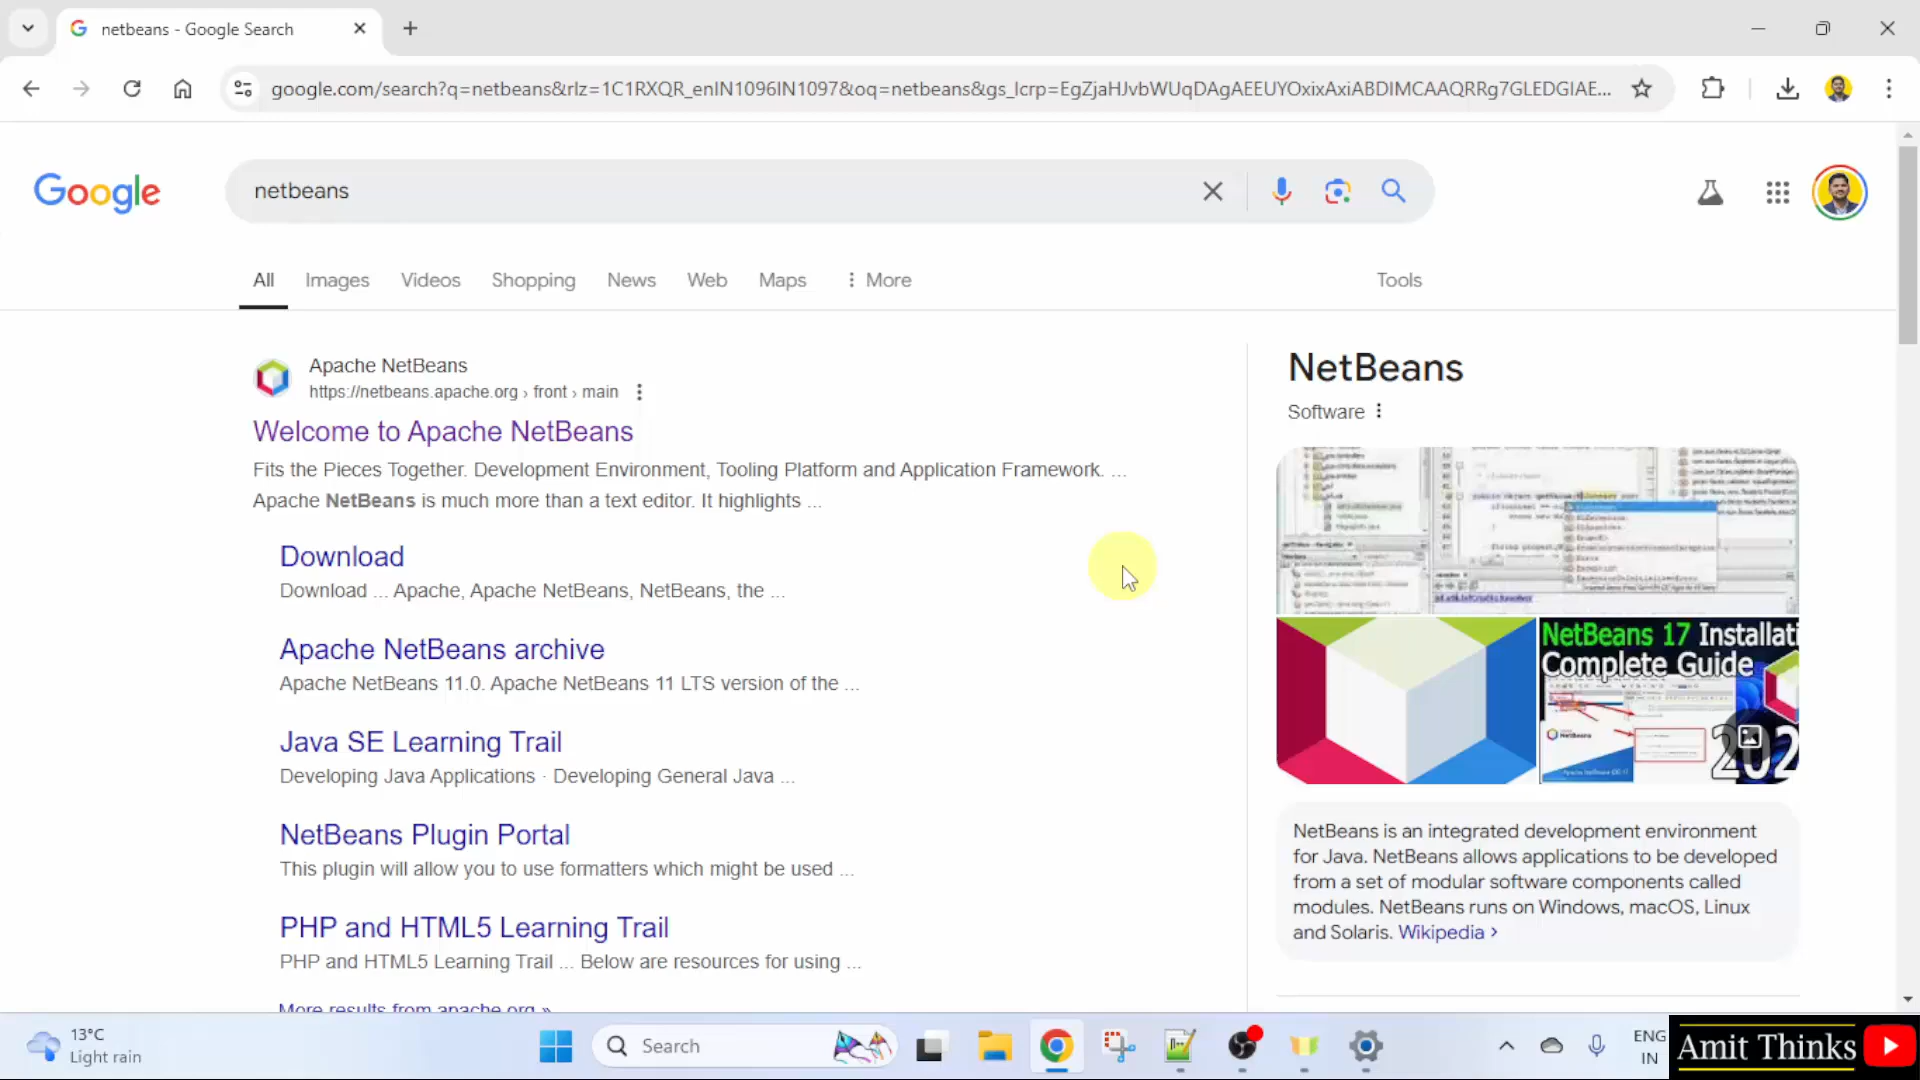 netbeans - Google Search
google.com/search?q=netbeans&rlz=1C1RXQR_enIN1096IN1097&oq=netbeans&gs_lcrp=EgZjaHJvbWUqDAgAEEUYOxixAxiABDIMCAAQRRg7GLEDGIAE...
Google
netbeans
All Images Videos Shopping News Web Maps More Tools
Apache NetBeans
https://netbeans.apache.org › front › main
Welcome to Apache NetBeans
Fits the Pieces Together. Development Environment, Tooling Platform and Application Framework. ...
Apache NetBeans is much more than a text editor. It highlights ...
Download
Download ... Apache, Apache NetBeans, NetBeans, the ...
Apache NetBeans archive
Apache NetBeans 11.0. Apache NetBeans 11 LTS version of the ...
Java SE Learning Trail
Developing Java Applications · Developing General Java ...
NetBeans Plugin Portal
This plugin will allow you to use formatters which might be used ...
PHP and HTML5 Learning Trail
PHP and HTML5 Learning Trail ... Below are resources for using ...
More results from apache.org »
NetBeans
Software
NetBeans 17 Installati
Complete Guide
NetBeans
202
NetBeans is an integrated development environment
for Java. NetBeans allows applications to be developed
from a set of modular software components called
modules. NetBeans runs on Windows, macOS, Linux
and Solaris. Wikipedia ›
13°C
Light rain
Search
ENG
IN
Amit Thinks